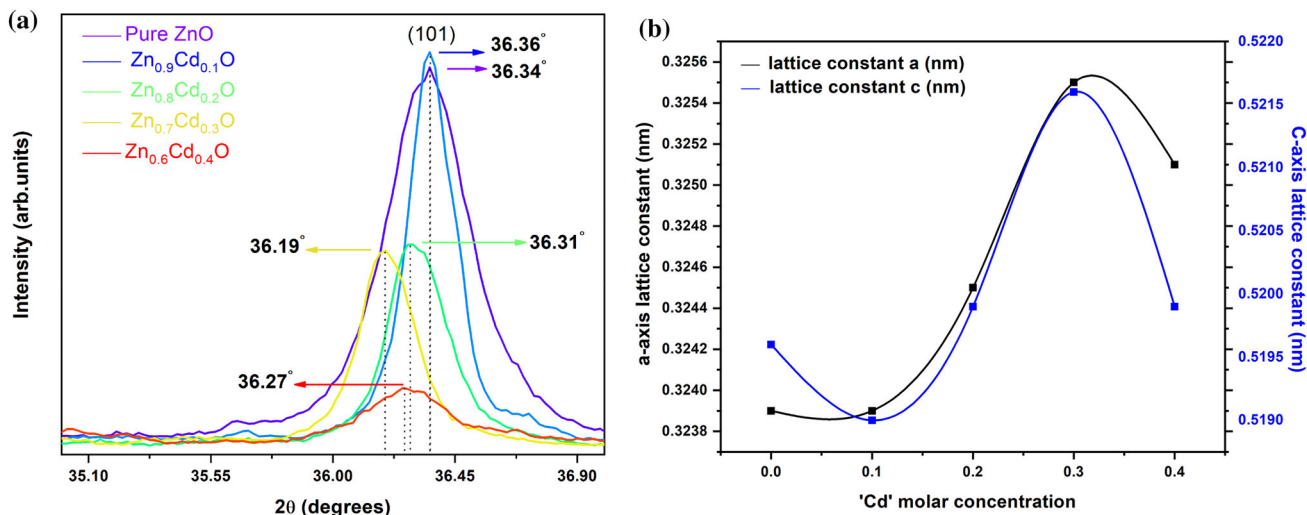 (a)
Pure ZnO
Zn0.9Cd0.1O
Zn0.8Cd0.2O
Zn0.7Cd0.3O
Zn0.6Cd0.4O
(101)
36.36°
36.34°
36.19°
36.31°
36.27°
Intensity (arb.units)
35.10 35.55 36.00 36.45 36.90
2θ (degrees)
(b)
lattice constant a (nm)
lattice constant c (nm)
a-axis lattice constant (nm)
0.3256
0.3254
0.3252
0.3250
0.3248
0.3246
0.3244
0.3242
0.3240
0.3238
0.5220
0.5215
0.5210
0.5205
0.5200
0.5195
0.5190
C-axis lattice constant (nm)
0.0 0.1 0.2 0.3 0.4
'Cd' molar concentration